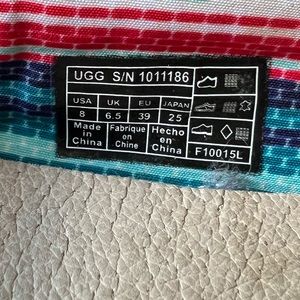 UGG S/N 1011186
USA UK EU JAPAN
8 6.5 39 25
Made in China Fabrique en Chine Hecho en China
F10015L